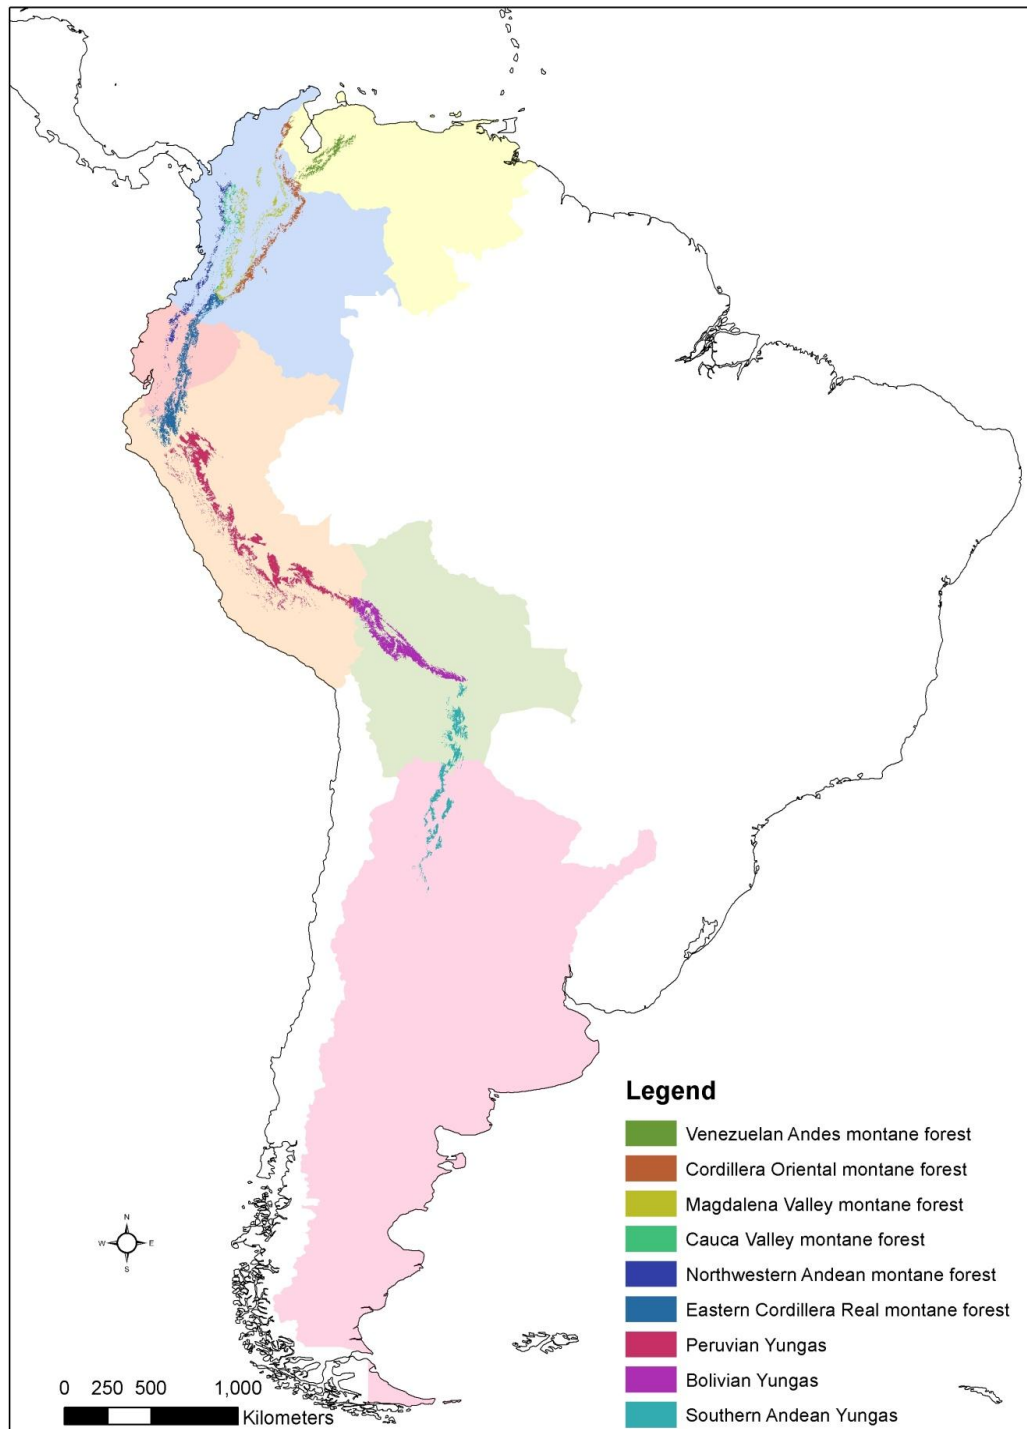 Legend
Venezuelan Andes montane forest
Cordillera Oriental montane forest
Magdalena Valley montane forest
Cauca Valley montane forest
Northwestern Andean montane forest
Eastern Cordillera Real montane forest
Peruvian Yungas
Bolivian Yungas
Southern Andean Yungas
N
W E
S
0 250 500 1,000
Kilometers